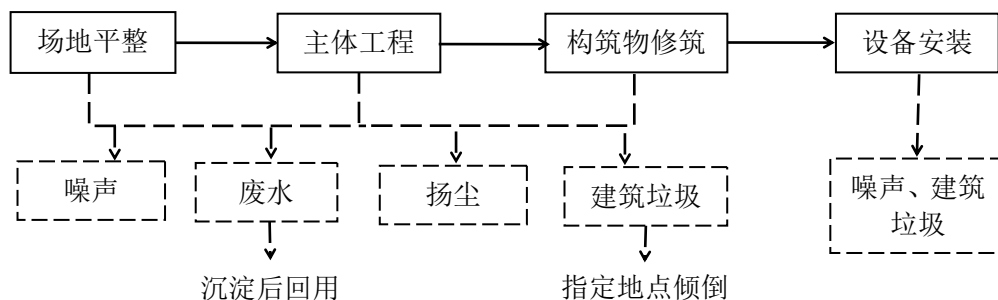 场地平整
主体工程
构筑物修筑
设备安装
噪声
废水
扬尘
建筑垃圾
噪声、建筑
垃圾
沉淀后回用
指定地点倾倒